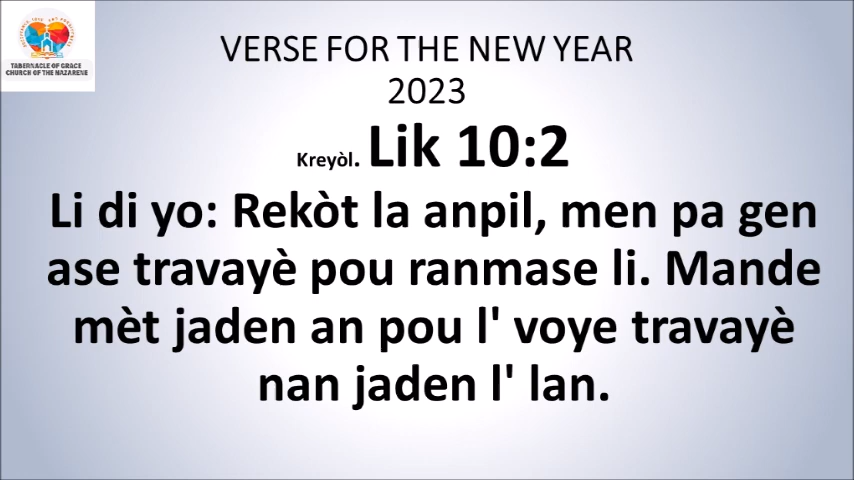 TABERNACLE OF GRACE
CHURCH OF THE NAZARENE
VERSE FOR THE NEW YEAR
2023
Kreyòl. Lik 10:2
Li di yo: Rekòt la anpil, men pa gen
ase travayè pou ranmase li. Mande
mèt jaden an pou l' voye travayè
nan jaden l' lan.